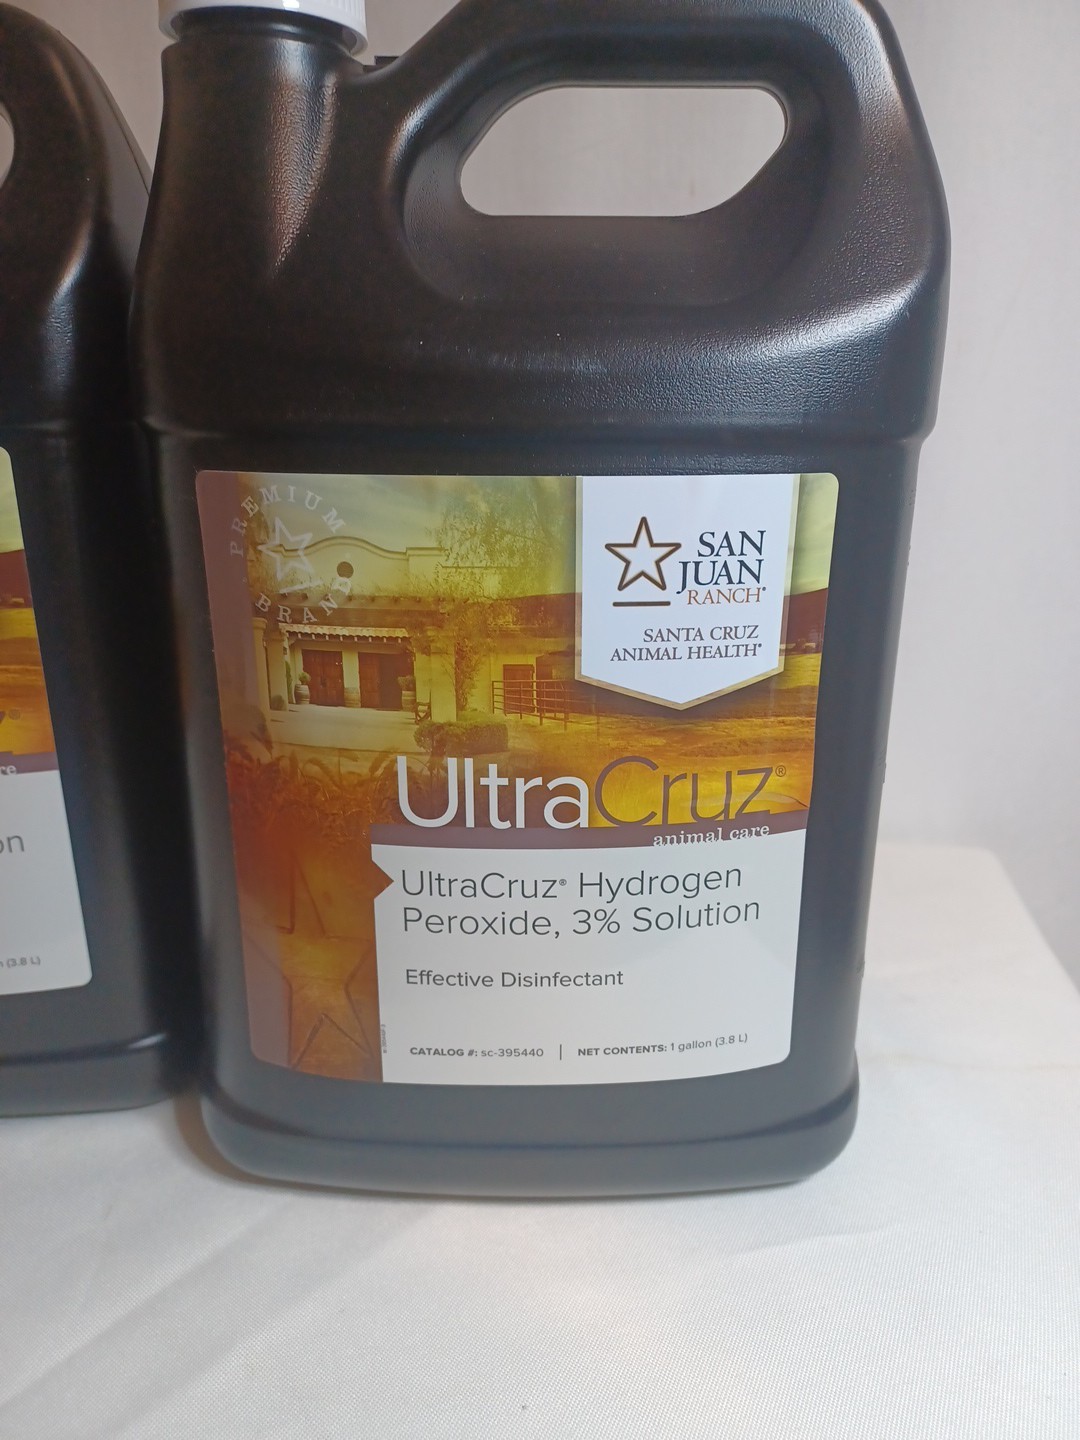 PREMIUM
BRAND
SAN
JUAN
RANCH®
SANTA CRUZ
ANIMAL HEALTH®
UltraCruz®
animal care
UltraCruz® Hydrogen
Peroxide, 3% Solution
Effective Disinfectant
CATALOG #: sc-395440 | NET CONTENTS: 1 gallon (3.8 L)
re
on
(3.8 L)